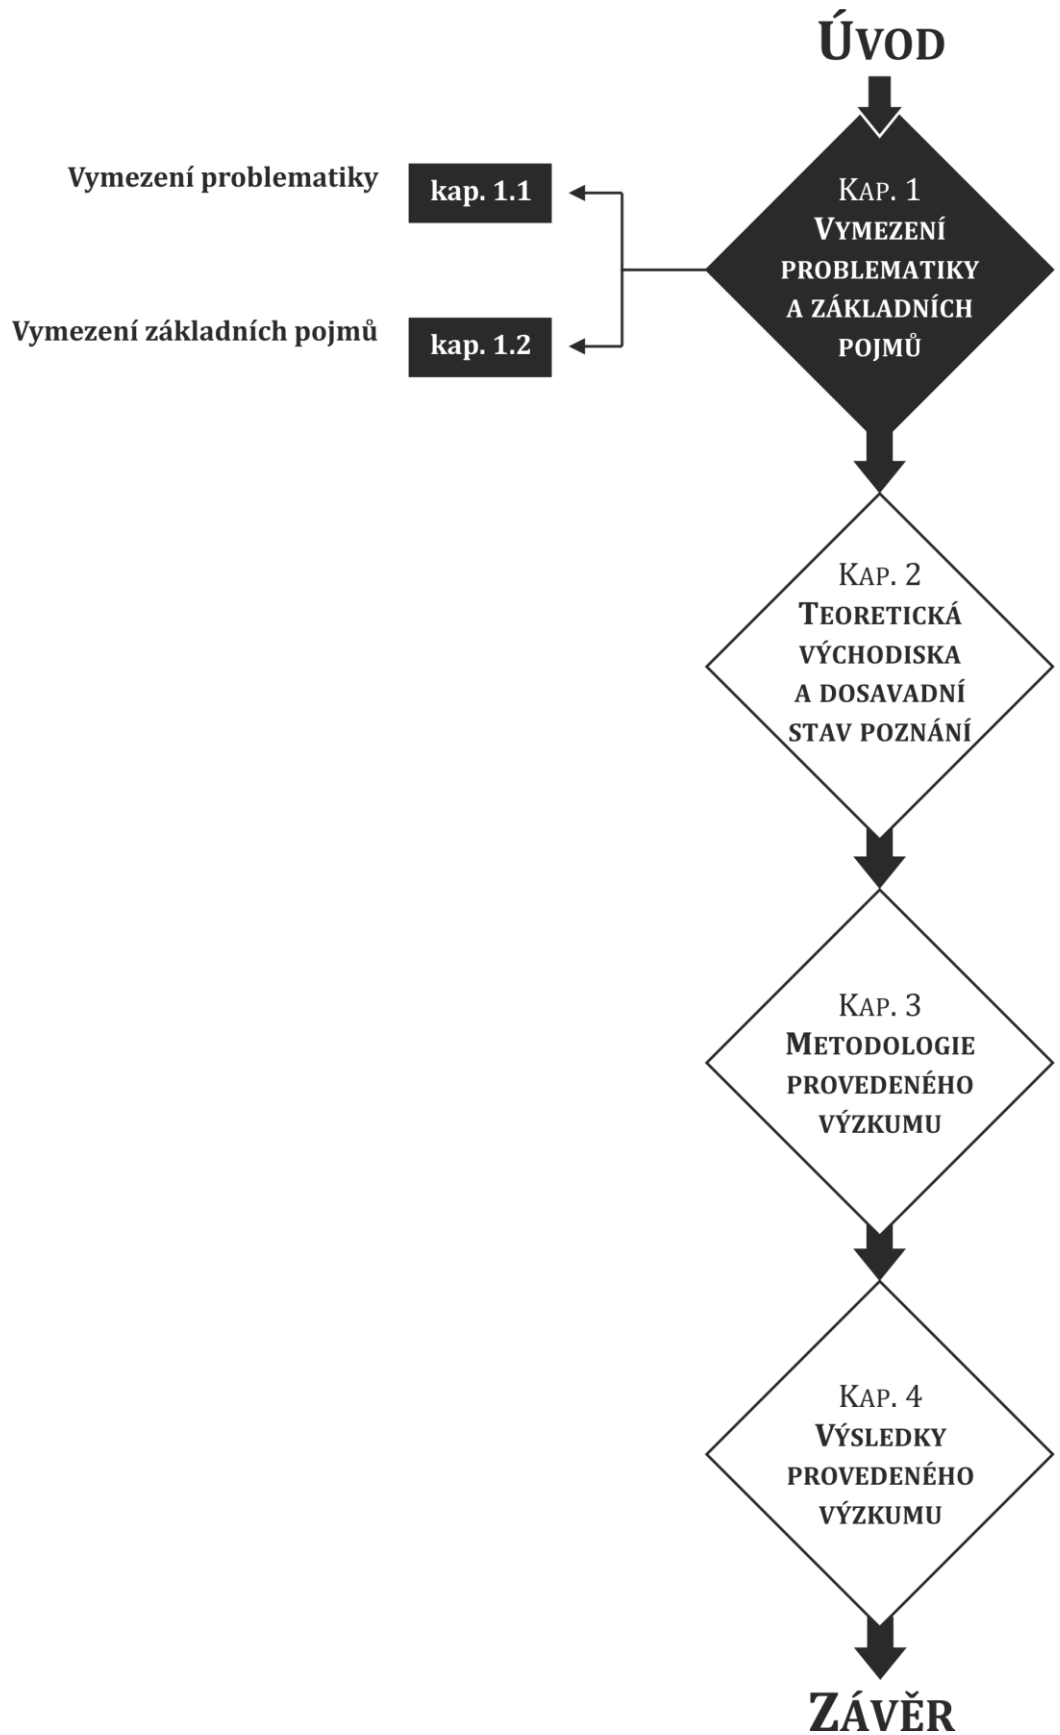 ÚVOD
Vymezení problematiky
kap. 1.1
Vymezení základních pojmů
kap. 1.2
KAP. 1
VYMEZENÍ
PROBLEMATIKY
A ZÁKLADNÍCH
POJMŮ
KAP. 2
TEORETICKÁ
VÝCHODISKA
A DOSAVADNÍ
STAV POZNÁNÍ
KAP. 3
METODOLOGIE
PROVEDENÉHO
VÝZKUMU
KAP. 4
VÝSLEDKY
PROVEDENÉHO
VÝZKUMU
ZÁVĚR